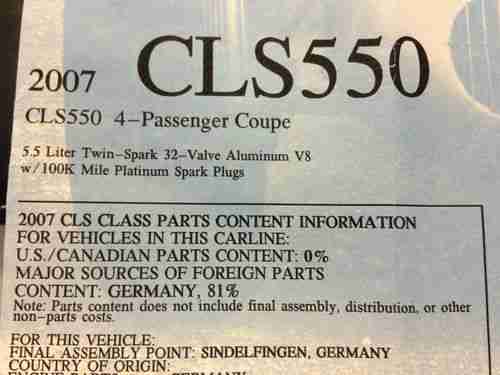 2007 CLS550
CLS550 4-Passenger Coupe
5.5 Liter Twin-Spark 32-Valve Aluminum V8
w/100K Mile Platinum Spark Plugs
2007 CLS CLASS PARTS CONTENT INFORMATION
FOR VEHICLES IN THIS CARLINE:
U.S./CANADIAN PARTS CONTENT: 0%
MAJOR SOURCES OF FOREIGN PARTS
CONTENT: GERMANY, 81%
Note: Parts content does not include final assembly, distribution, or other
non-parts costs.
FOR THIS VEHICLE:
FINAL ASSEMBLY POINT: SINDELFINGEN, GERMANY
COUNTRY OF ORIGIN: